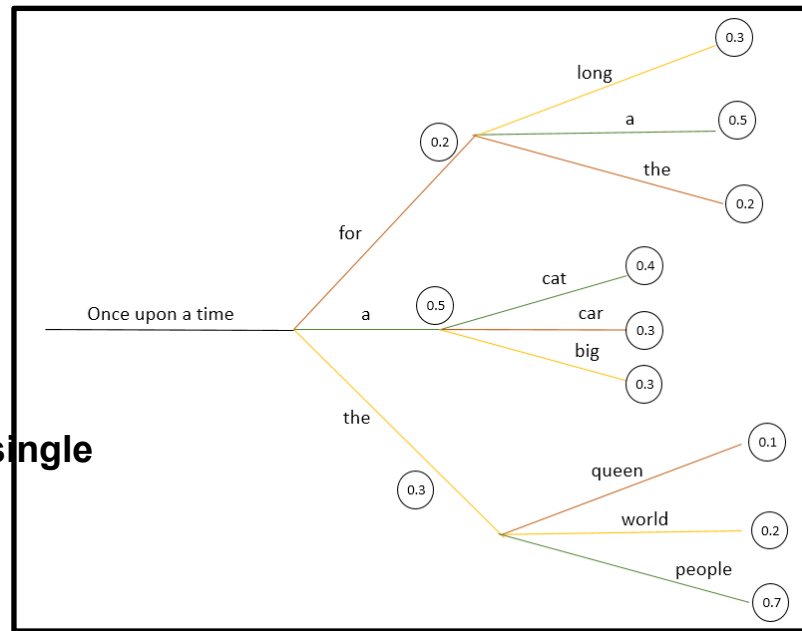 0.3
long
a
0.5
0.2
the
0.2
for
cat
0.4
Once upon a time
a
0.5
car
0.3
big
0.3
the
single
0.3
queen
0.1
world
0.2
people
0.7